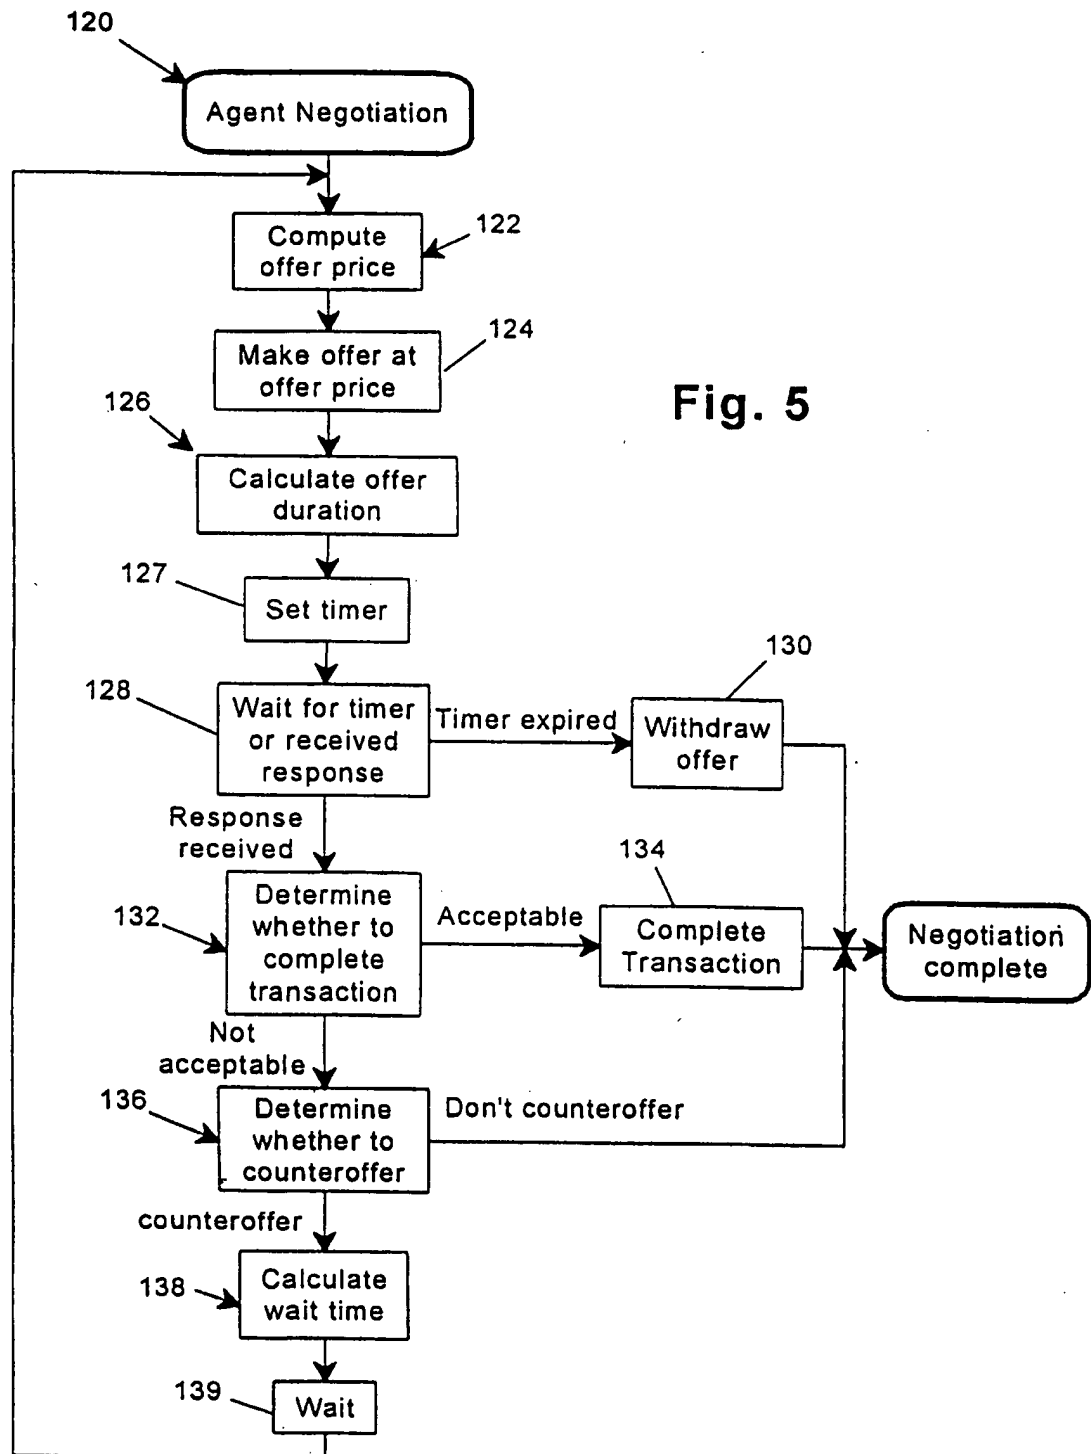 120
Agent Negotiation
Compute
offer price
122
Make offer at
offer price
124
Fig. 5
126
Calculate offer
duration
127
Set timer
128
Wait for timer
or received
response
Timer expired
130
Withdraw
offer
Response
received
132
Determine
whether to
complete
transaction
Acceptable
134
Complete
Transaction
Negotiation
complete
Not
acceptable
136
Determine
whether to
counteroffer
Don't counteroffer
counteroffer
138
Calculate
wait time
139
Wait